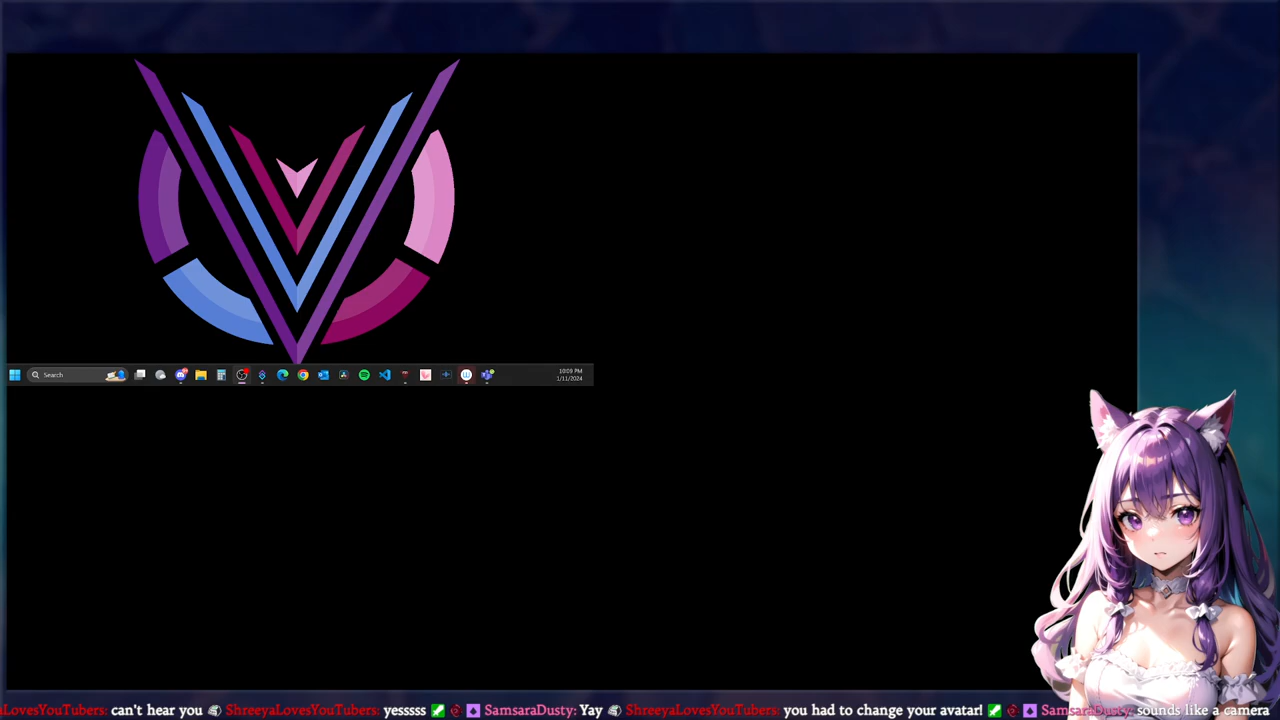 Search
10:09 PM
1/11/2024
aLovesYouTubers: can't hear you ShreeyaLovesYouTubers: yesssss SamsaraDusty: Yay ShreeyaLovesYouTubers: you had to change your avatar! SamsaraDusty: sounds like a camera